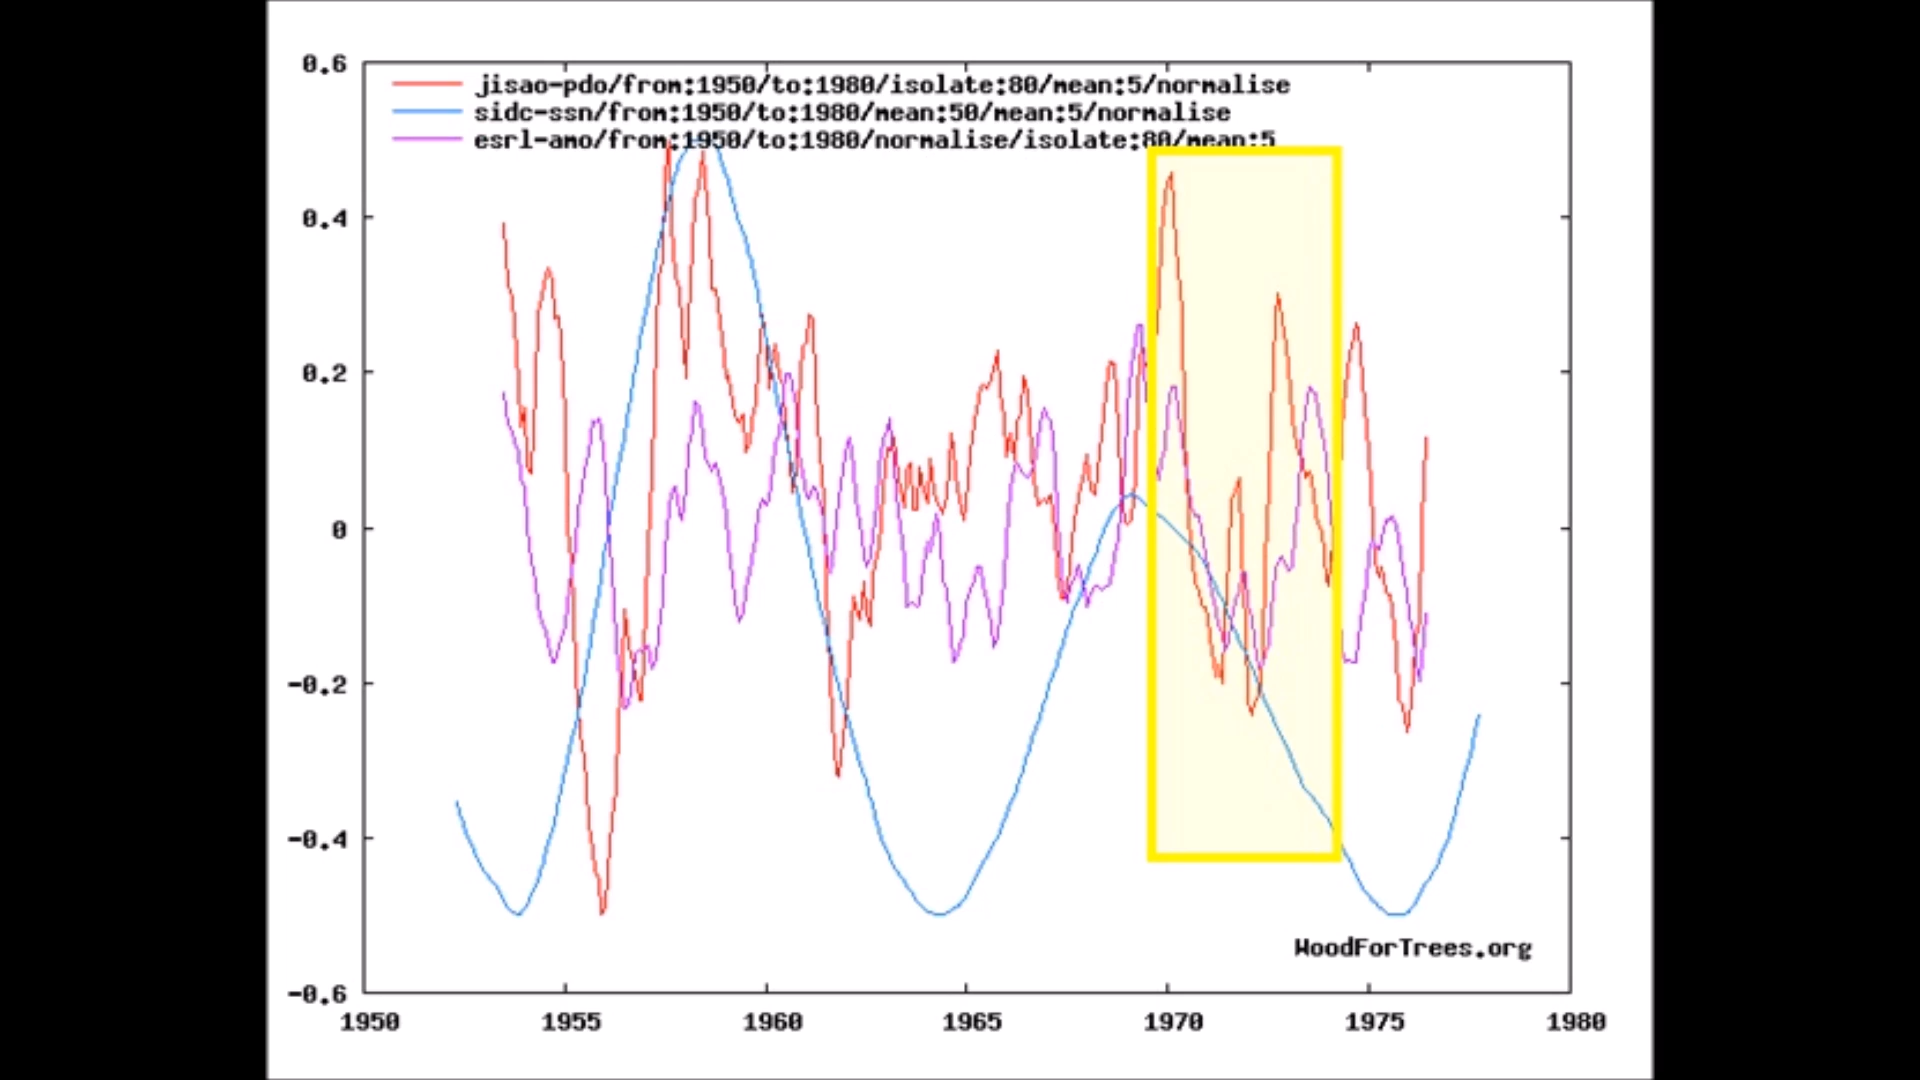 jisao-pdo/from:1950/to:1980/isolate:80/mean:5/normalise
sidc-ssn/from:1950/to:1980/mean:50/mean:5/normalise
esrl-amo/from:1950/to:1980/normalise/isolate:80/mean:5
0.6
0.4
0.2
0
-0.2
-0.4
-0.6
WoodForTrees.org
1950 1955 1960 1965 1970 1975 1980